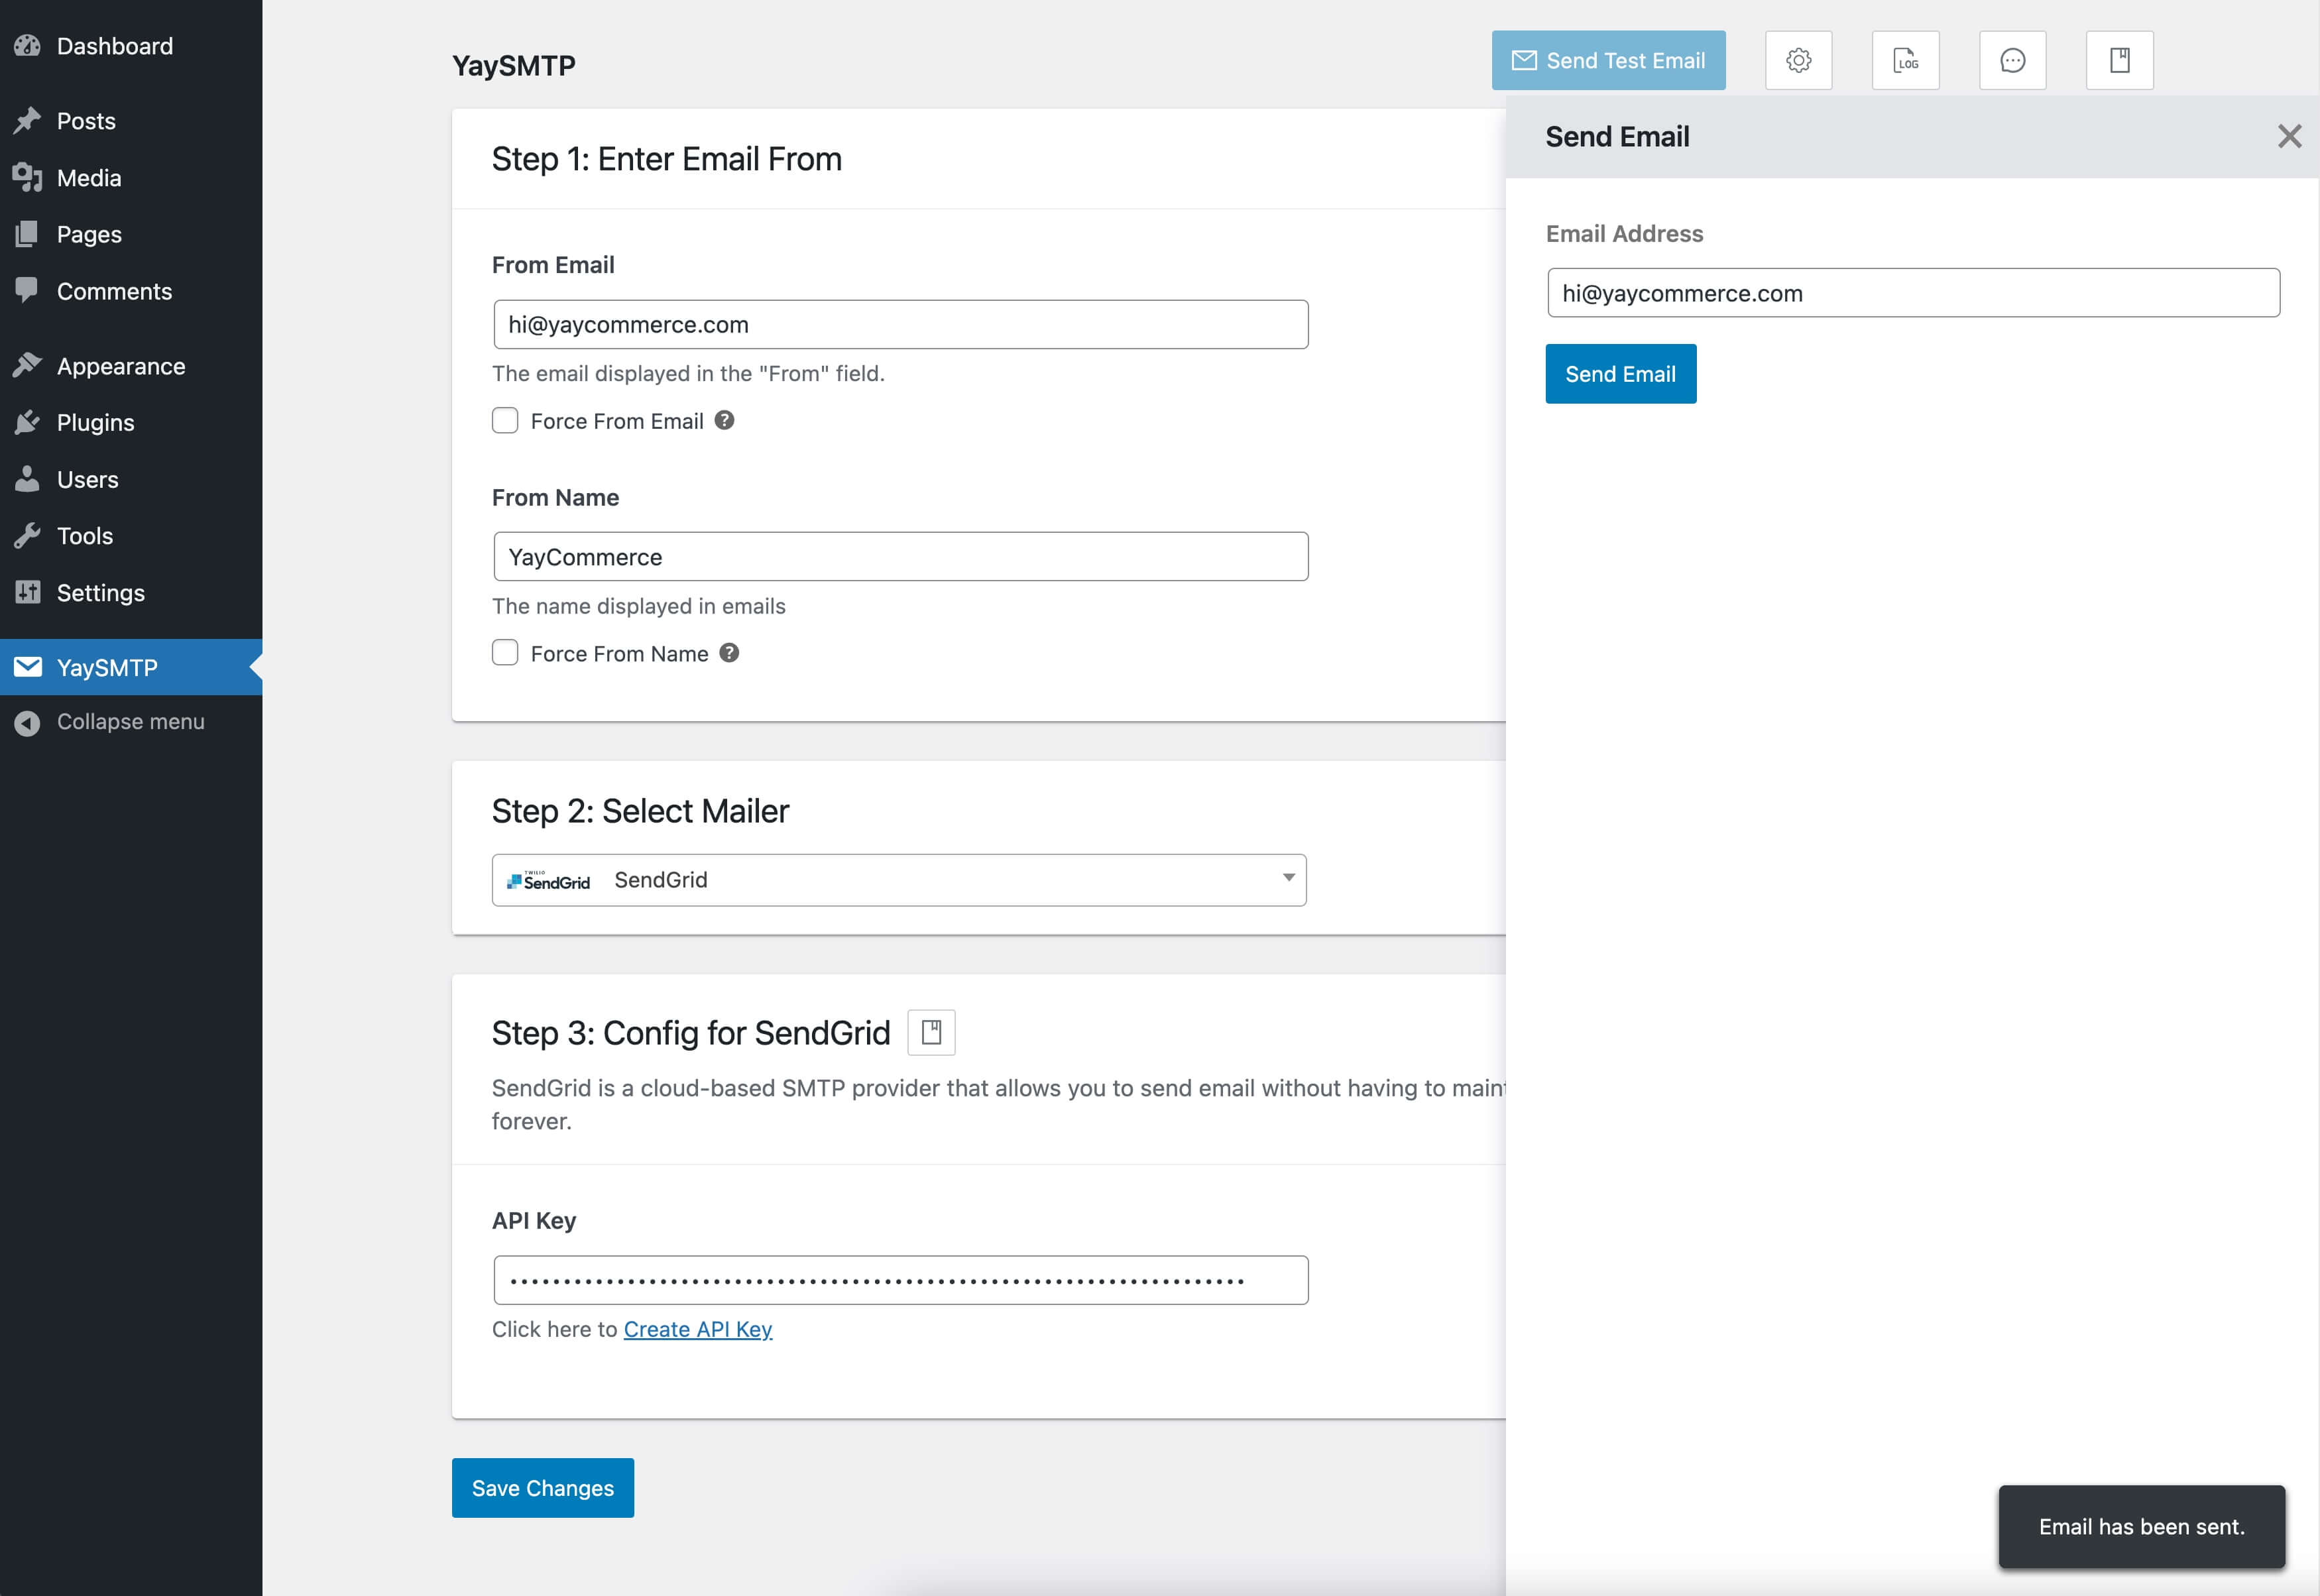 Dashboard
Posts
Media
Pages
Comments
Appearance
Plugins
Users
Tools
Settings
YaySMTP
Collapse menu
YaySMTP
Send Test Email
LOG
Step 1: Enter Email From
From Email
hi@yaycommerce.com
The email displayed in the "From" field.
Force From Email ?
From Name
YayCommerce
The name displayed in emails
Force From Name ?
Step 2: Select Mailer
TWILIO
SendGrid SendGrid
Step 3: Config for SendGrid
SendGrid is a cloud-based SMTP provider that allows you to send email without having to maint
forever.
API Key
Click here to Create API Key
Save Changes
Send Email
Email Address
hi@yaycommerce.com
Send Email
Email has been sent.